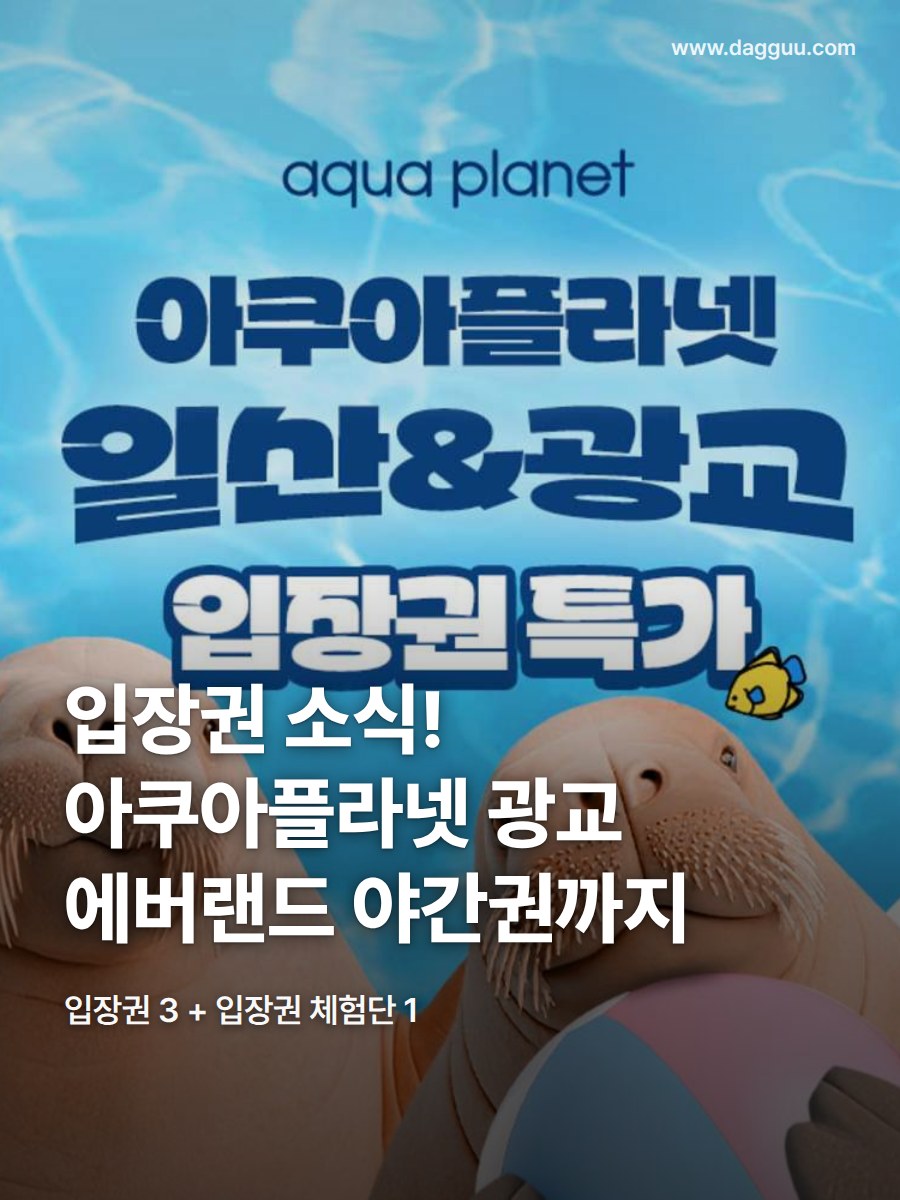 www.dagguu.com
aqua planet
아쿠아플라넷
일산&광교
입장권 특가
입장권 소식!
아쿠아플라넷 광교
에버랜드 야간권까지
입장권 3 + 입장권 체험단 1